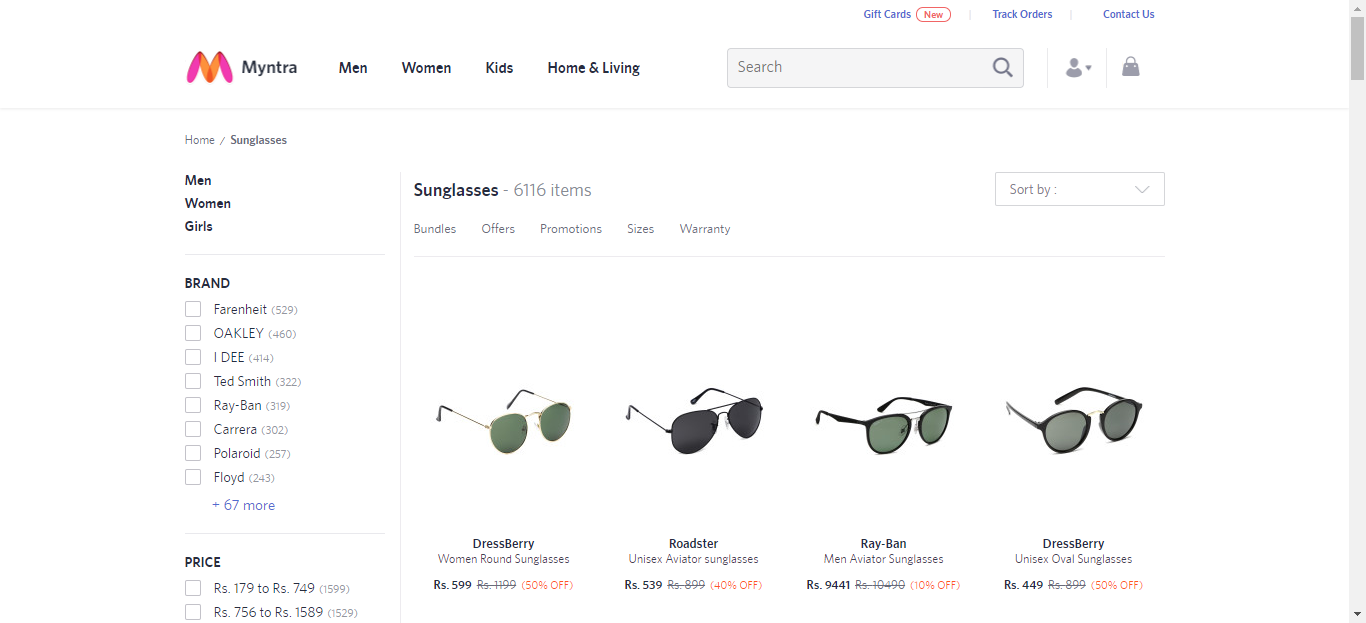 Gift Cards New Track Orders Contact Us
Myntra Men Women Kids Home & Living Search
Home / Sunglasses
Men
Women
Girls
BRAND
Farenheit (529)
OAKLEY (460)
I DEE (414)
Ted Smith (322)
Ray-Ban (319)
Carrera (302)
Polaroid (257)
Floyd (243)
+ 67 more
PRICE
Rs. 179 to Rs. 749 (1599)
Rs. 756 to Rs. 1589 (1529)
Sunglasses - 6116 items Sort by :
Bundles Offers Promotions Sizes Warranty
DressBerry
Women Round Sunglasses
Rs. 599 Rs. 1199 (50% OFF)
Roadster
Unisex Aviator sunglasses
Rs. 539 Rs. 899 (40% OFF)
Ray-Ban
Men Aviator Sunglasses
Rs. 9441 Rs. 10490 (10% OFF)
DressBerry
Unisex Oval Sunglasses
Rs. 449 Rs. 899 (50% OFF)